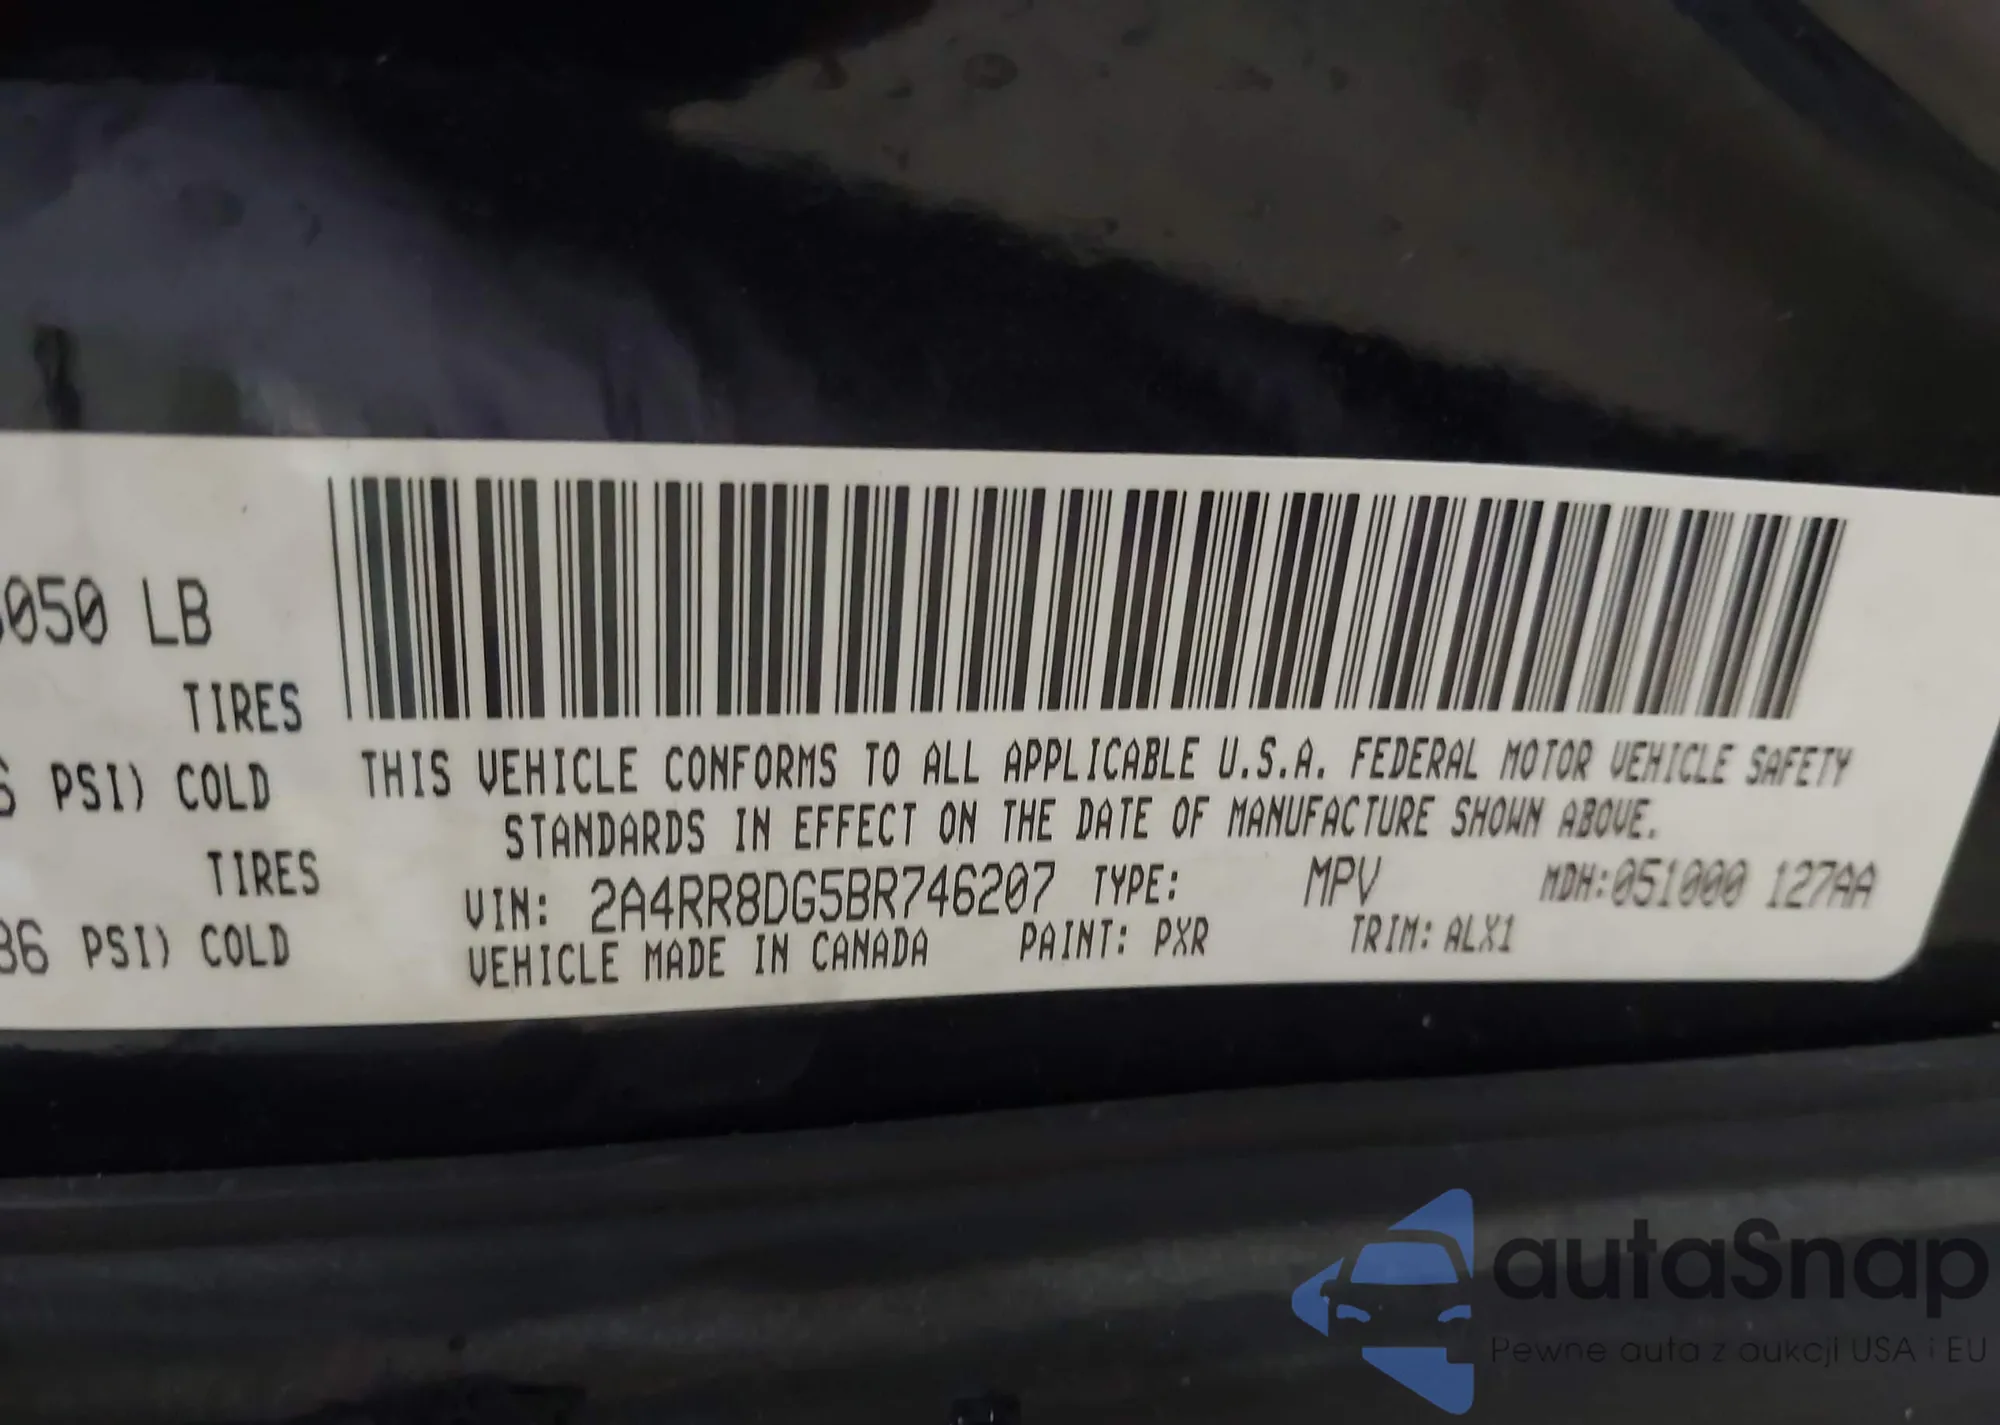 050 LB
TIRES
PSI) COLD
TIRES
PSI) COLD
THIS VEHICLE CONFORMS TO ALL APPLICABLE U.S.A. FEDERAL MOTOR VEHICLE SAFETY
STANDARDS IN EFFECT ON THE DATE OF MANUFACTURE SHOWN ABOVE.
VIN: 2A4RR8DG5BR746207 TYPE: MPV MDH:051000 127AA
VEHICLE MADE IN CANADA PAINT: PXR TRIM: ALX1
autaSnap
Pewne auta z aukcji USA i EU